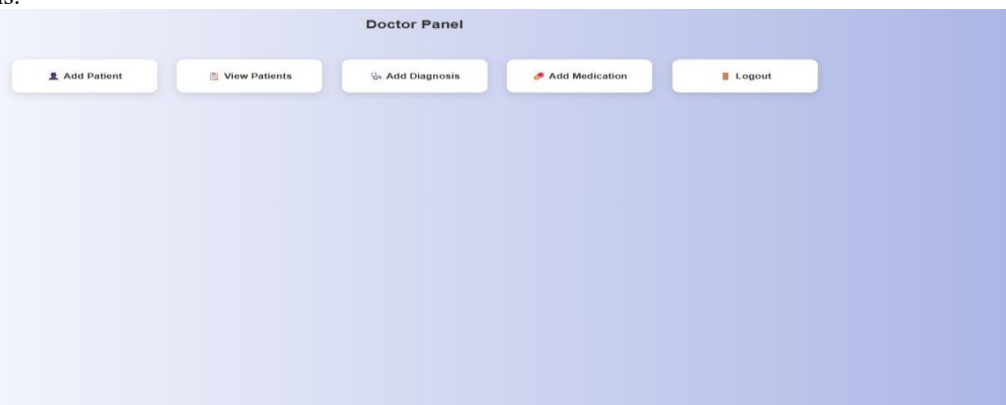 Doctor Panel
Add Patient
View Patients
Add Diagnosis
Add Medication
Logout